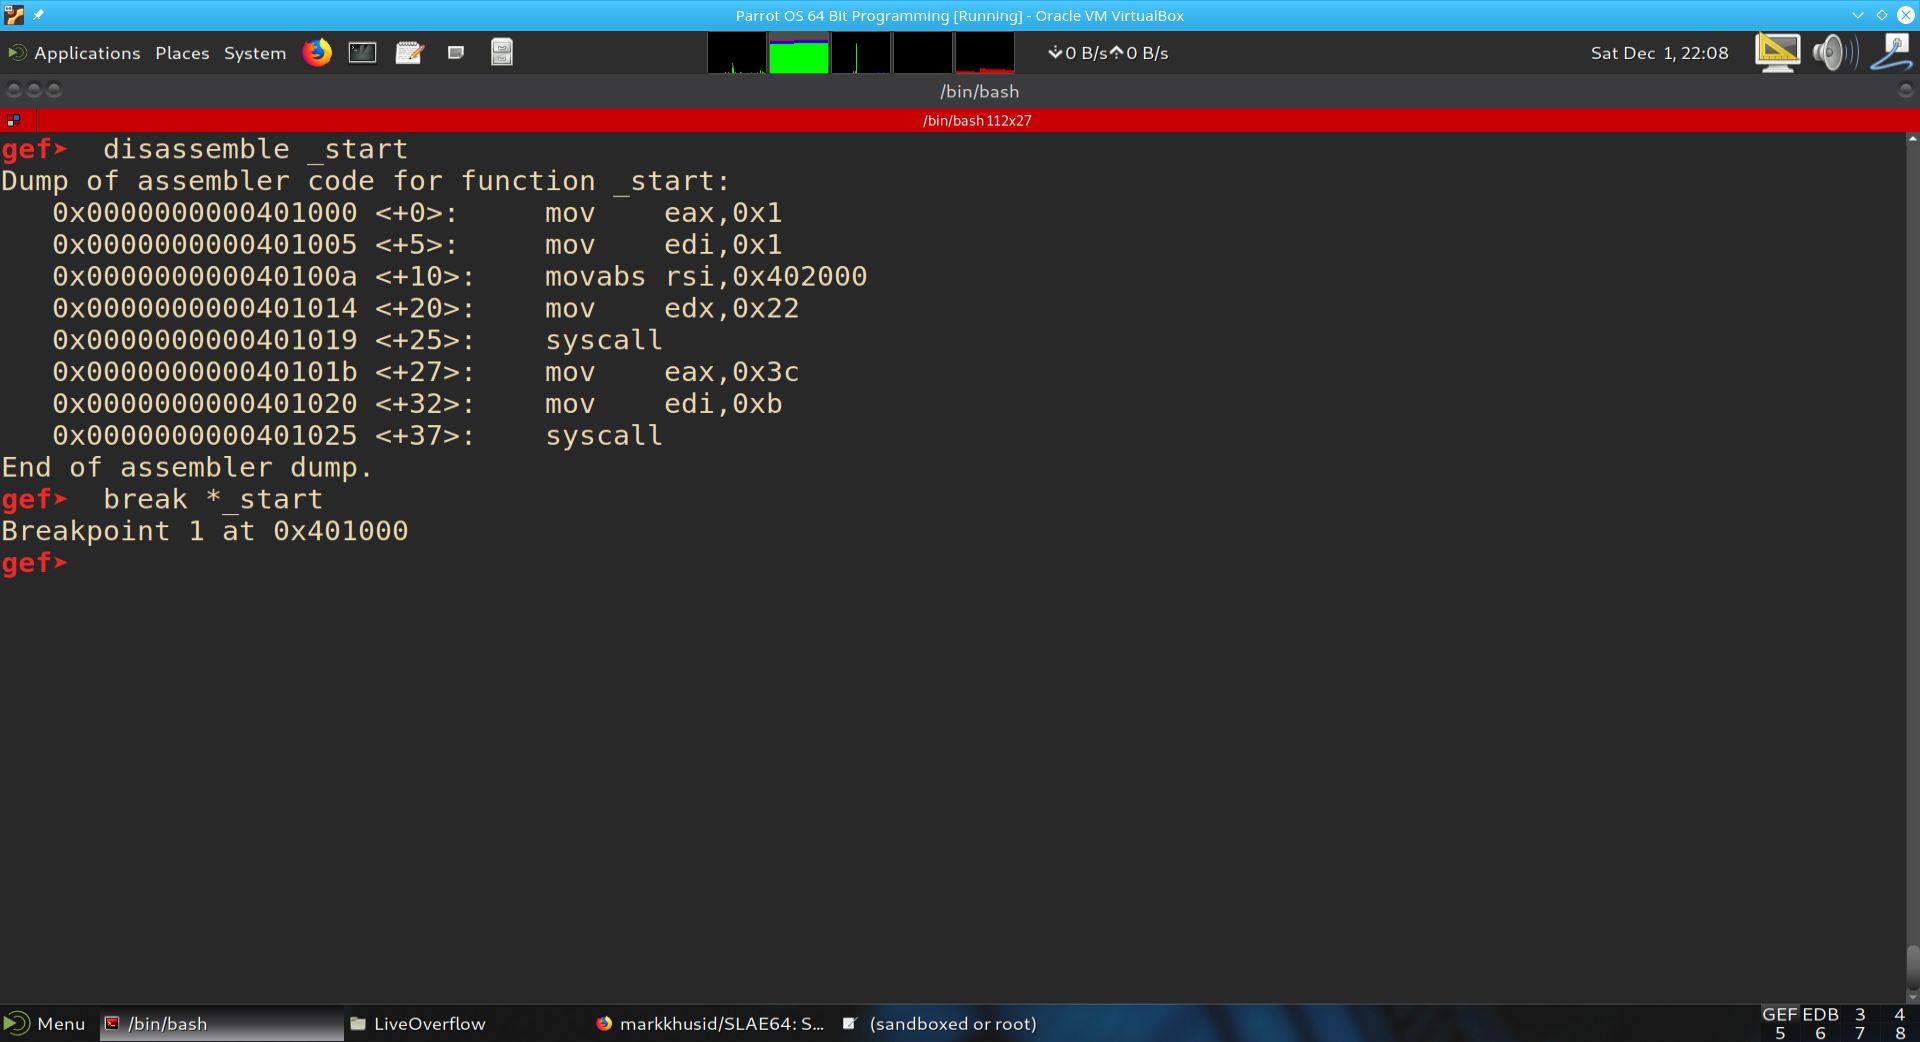 Parrot OS 64 Bit Programming [Running] - Oracle VM VirtualBox
Applications Places System 0 B/s 0 B/s Sat Dec 1, 22:08
/bin/bash
/bin/bash 112x27
gef➤  disassemble _start
Dump of assembler code for function _start:
   0x0000000000401000 <+0>:     mov    eax,0x1
   0x0000000000401005 <+5>:     mov    edi,0x1
   0x000000000040100a <+10>:    movabs rsi,0x402000
   0x0000000000401014 <+20>:    mov    edx,0x22
   0x0000000000401019 <+25>:    syscall
   0x000000000040101b <+27>:    mov    eax,0x3c
   0x0000000000401020 <+32>:    mov    edi,0xb
   0x0000000000401025 <+37>:    syscall
End of assembler dump.
gef➤  break *_start
Breakpoint 1 at 0x401000
gef➤
Menu /bin/bash LiveOverflow markkhusid/SLAE64: S... (sandboxed or root)
GEF EDB 3 4
5 6 7 8